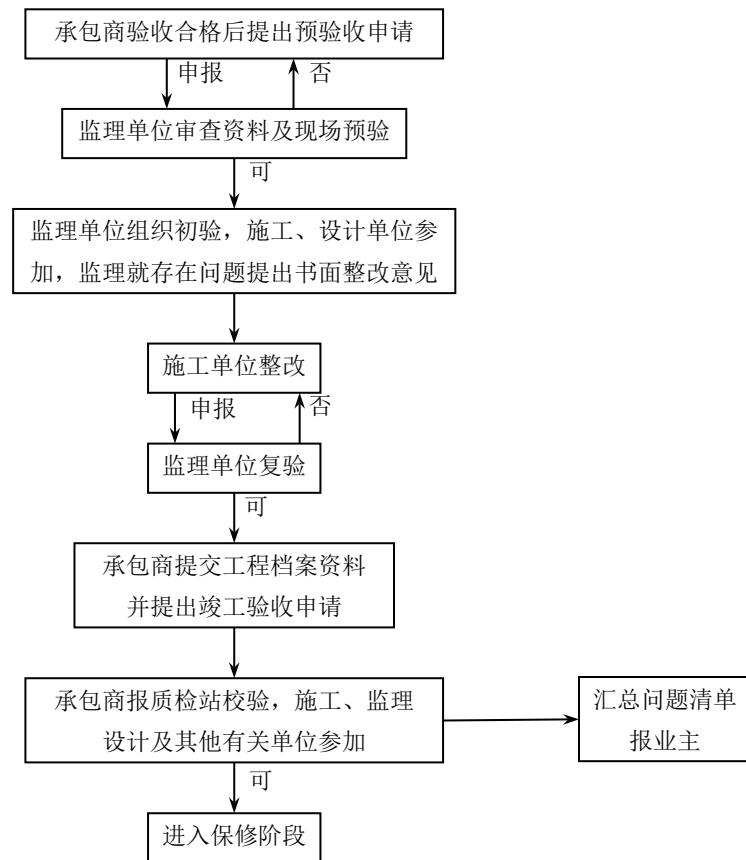 承包商验收合格后提出预验收申请
申报
否
监理单位审查资料及现场预验
可
监理单位组织初验，施工、设计单位参
加，监理就存在问题提出书面整改意见
施工单位整改
申报
否
监理单位复验
可
承包商提交工程档案资料
并提出竣工验收申请
承包商报质检站校验，施工、监理
设计及其他有关单位参加
汇总问题清单
报业主
可
进入保修阶段